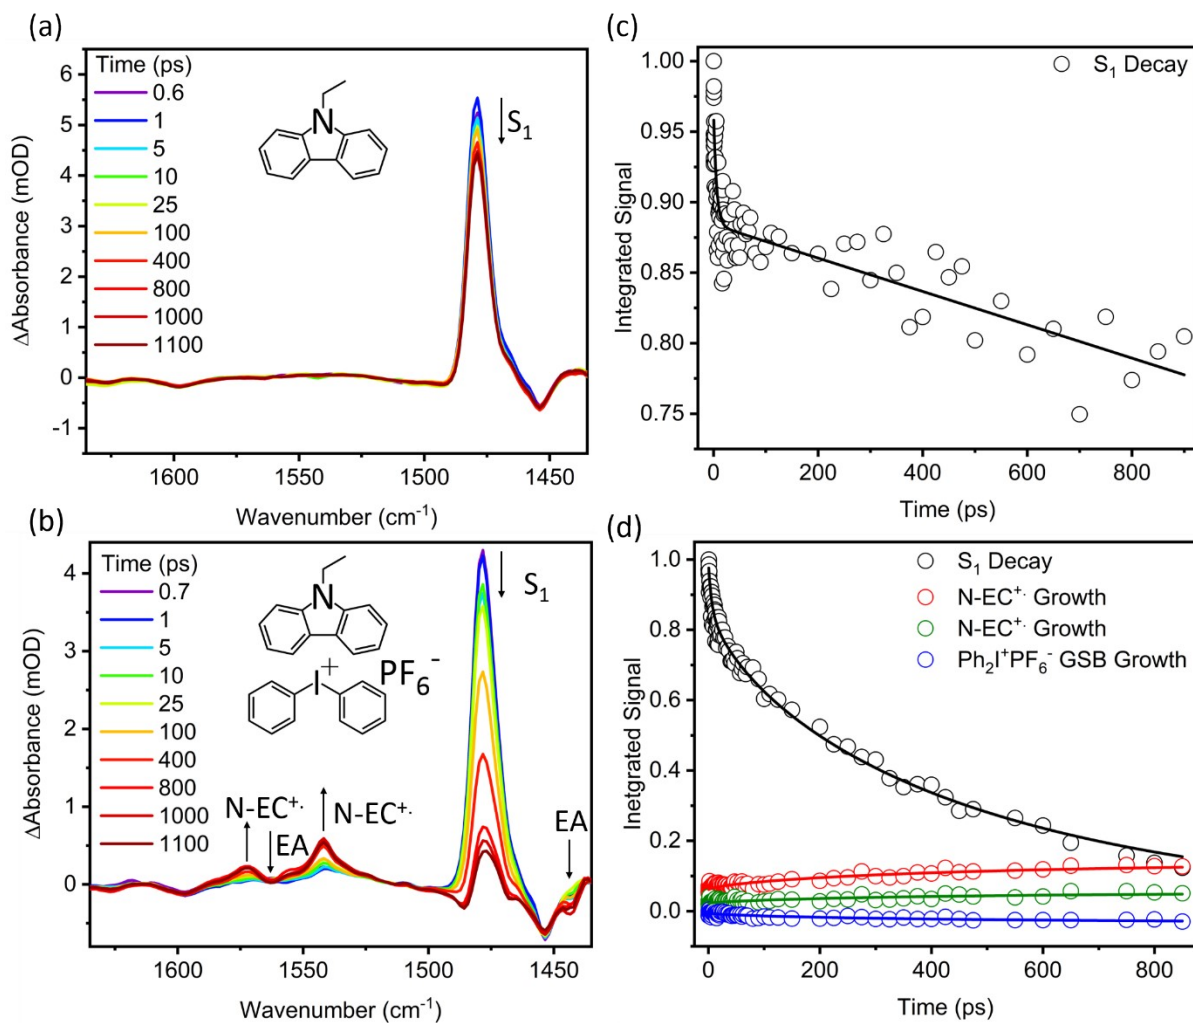 (a)
Time (ps)
0.6
1
5
10
25
100
400
800
1000
1100
N
S₁
6
5
4
3
2
1
0
-1
ΔAbsorbance (mOD)
1600
1550
1500
1450
Wavenumber (cm⁻¹)
(c)
S₁ Decay
1.00
0.95
0.90
0.85
0.80
0.75
Integrated Signal
0
200
400
600
800
Time (ps)
(b)
Time (ps)
0.7
1
5
10
25
100
400
800
1000
1100
N
I⁺
PF₆⁻
S₁
N-EC⁺·
EA
N-EC⁺·
EA
4
3
2
1
0
ΔAbsorbance (mOD)
1600
1550
1500
1450
Wavenumber (cm⁻¹)
(d)
S₁ Decay
N-EC⁺· Growth
N-EC⁺· Growth
Ph₂I⁺PF₆⁻ GSB Growth
1.0
0.8
0.6
0.4
0.2
0.0
Inetgrated Signal
0
200
400
600
800
Time (ps)